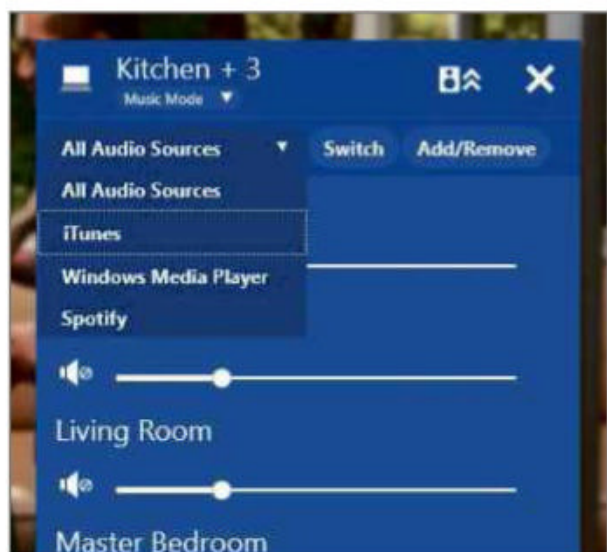 Kitchen + 3
Music Mode
All Audio Sources Switch Add/Remove
All Audio Sources
iTunes
Windows Media Player
Spotify
Living Room
Master Bedroom